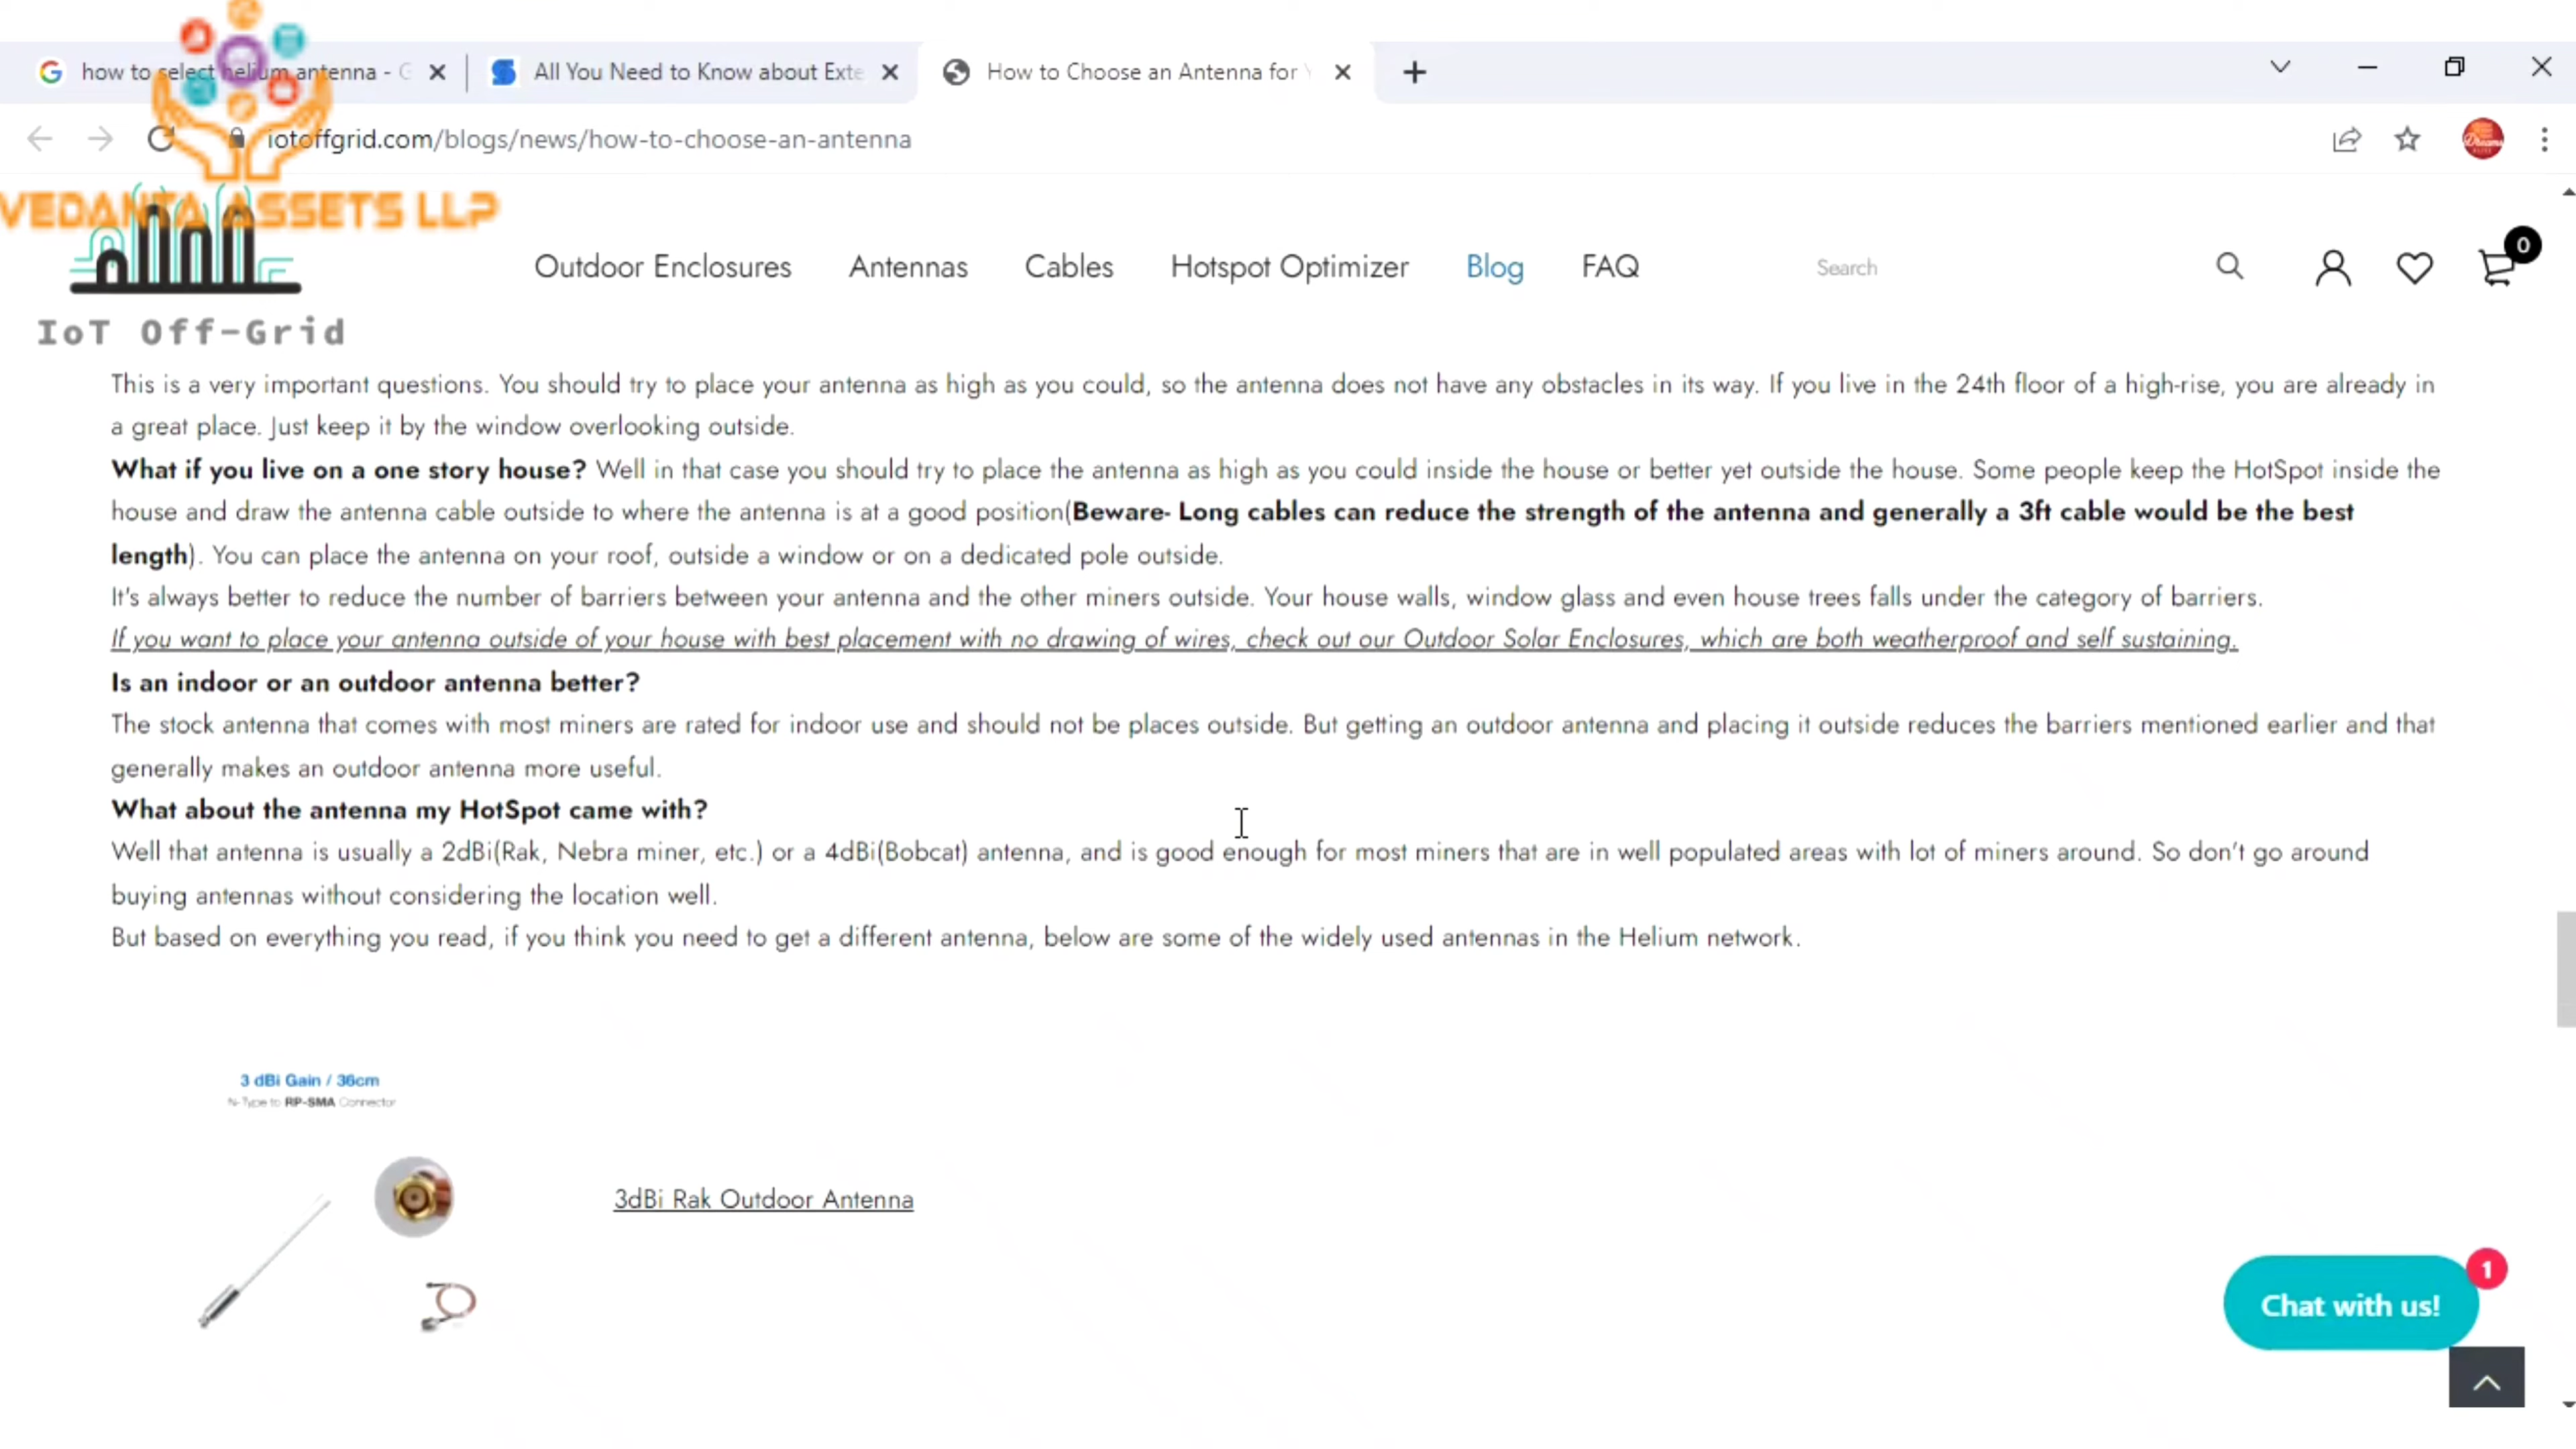 how to select helium antenna - G
All You Need to Know about Exte
How to Choose an Antenna for Y
iotoffgrid.com/blogs/news/how-to-choose-an-antenna
Dreams
VEDANTA ASSETS LLP
IoT Off-Grid
Outdoor Enclosures
Antennas
Cables
Hotspot Optimizer
Blog
FAQ
Search
0
This is a very important questions. You should try to place your antenna as high as you could, so the antenna does not have any obstacles in its way. If you live in the 24th floor of a high-rise, you are already in
a great place. Just keep it by the window overlooking outside.
What if you live on a one story house? Well in that case you should try to place the antenna as high as you could inside the house or better yet outside the house. Some people keep the HotSpot inside the
house and draw the antenna cable outside to where the antenna is at a good position(Beware- Long cables can reduce the strength of the antenna and generally a 3ft cable would be the best
length). You can place the antenna on your roof, outside a window or on a dedicated pole outside.
It's always better to reduce the number of barriers between your antenna and the other miners outside. Your house walls, window glass and even house trees falls under the category of barriers.
If you want to place your antenna outside of your house with best placement with no drawing of wires, check out our Outdoor Solar Enclosures, which are both weatherproof and self sustaining.
Is an indoor or an outdoor antenna better?
The stock antenna that comes with most miners are rated for indoor use and should not be places outside. But getting an outdoor antenna and placing it outside reduces the barriers mentioned earlier and that
generally makes an outdoor antenna more useful.
What about the antenna my HotSpot came with?
Well that antenna is usually a 2dBi(Rak, Nebra miner, etc.) or a 4dBi(Bobcat) antenna, and is good enough for most miners that are in well populated areas with lot of miners around. So don't go around
buying antennas without considering the location well.
But based on everything you read, if you think you need to get a different antenna, below are some of the widely used antennas in the Helium network.
3 dBi Gain / 36cm
N-Type to RP-SMA Connector
3dBi Rak Outdoor Antenna
1
Chat with us!